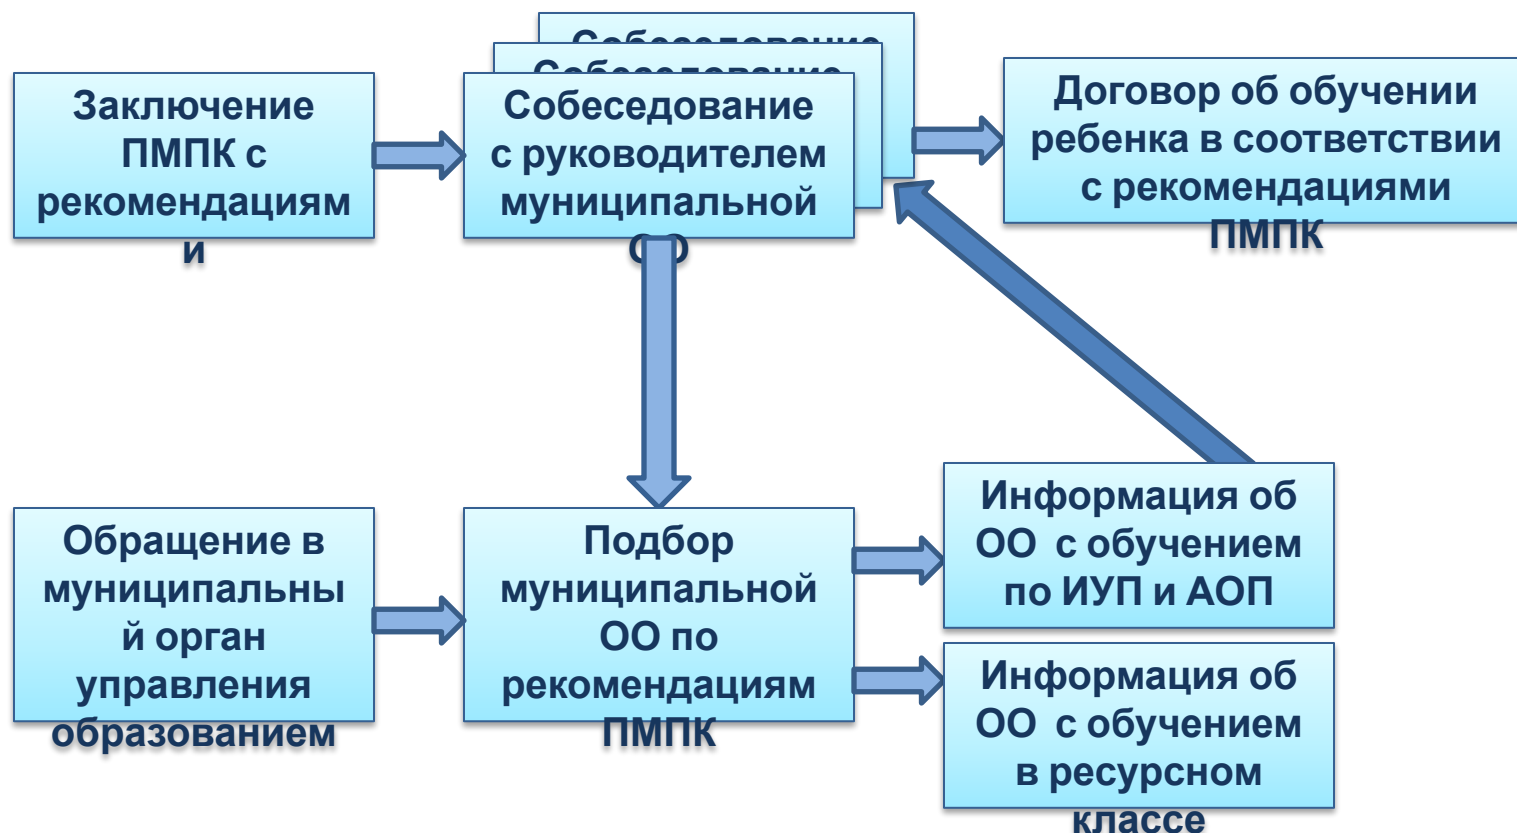 Собеседование
Собеседование
Заключение
ПМПК с
рекомендациям
и
Собеседование
с руководителем
муниципальной
ОО
Договор об обучении
ребенка в соответствии
с рекомендациями
ПМПК
Обращение в
муниципальны
й орган
управления
образованием
Подбор
муниципальной
ОО по
рекомендациям
ПМПК
Информация об
ОО с обучением
по ИУП и АОП
Информация об
ОО с обучением
в ресурсном
классе